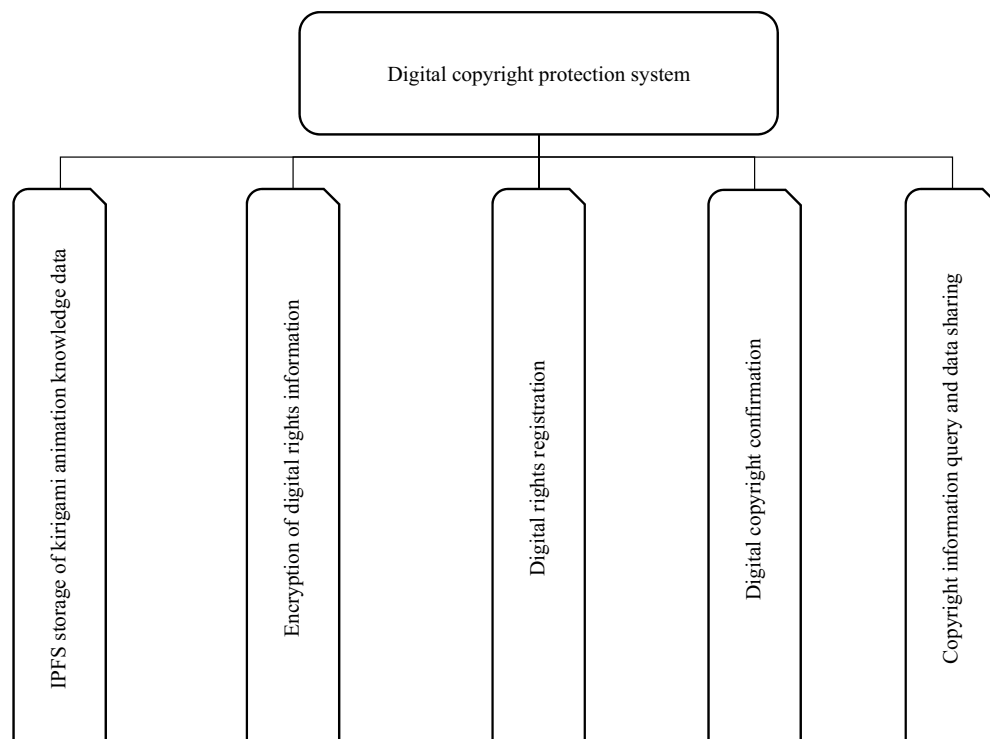 Digital copyright protection system
IPFS storage of kirigami animation knowledge data
Encryption of digital rights information
Digital rights registration
Digital copyright confirmation
Copyright information query and data sharing